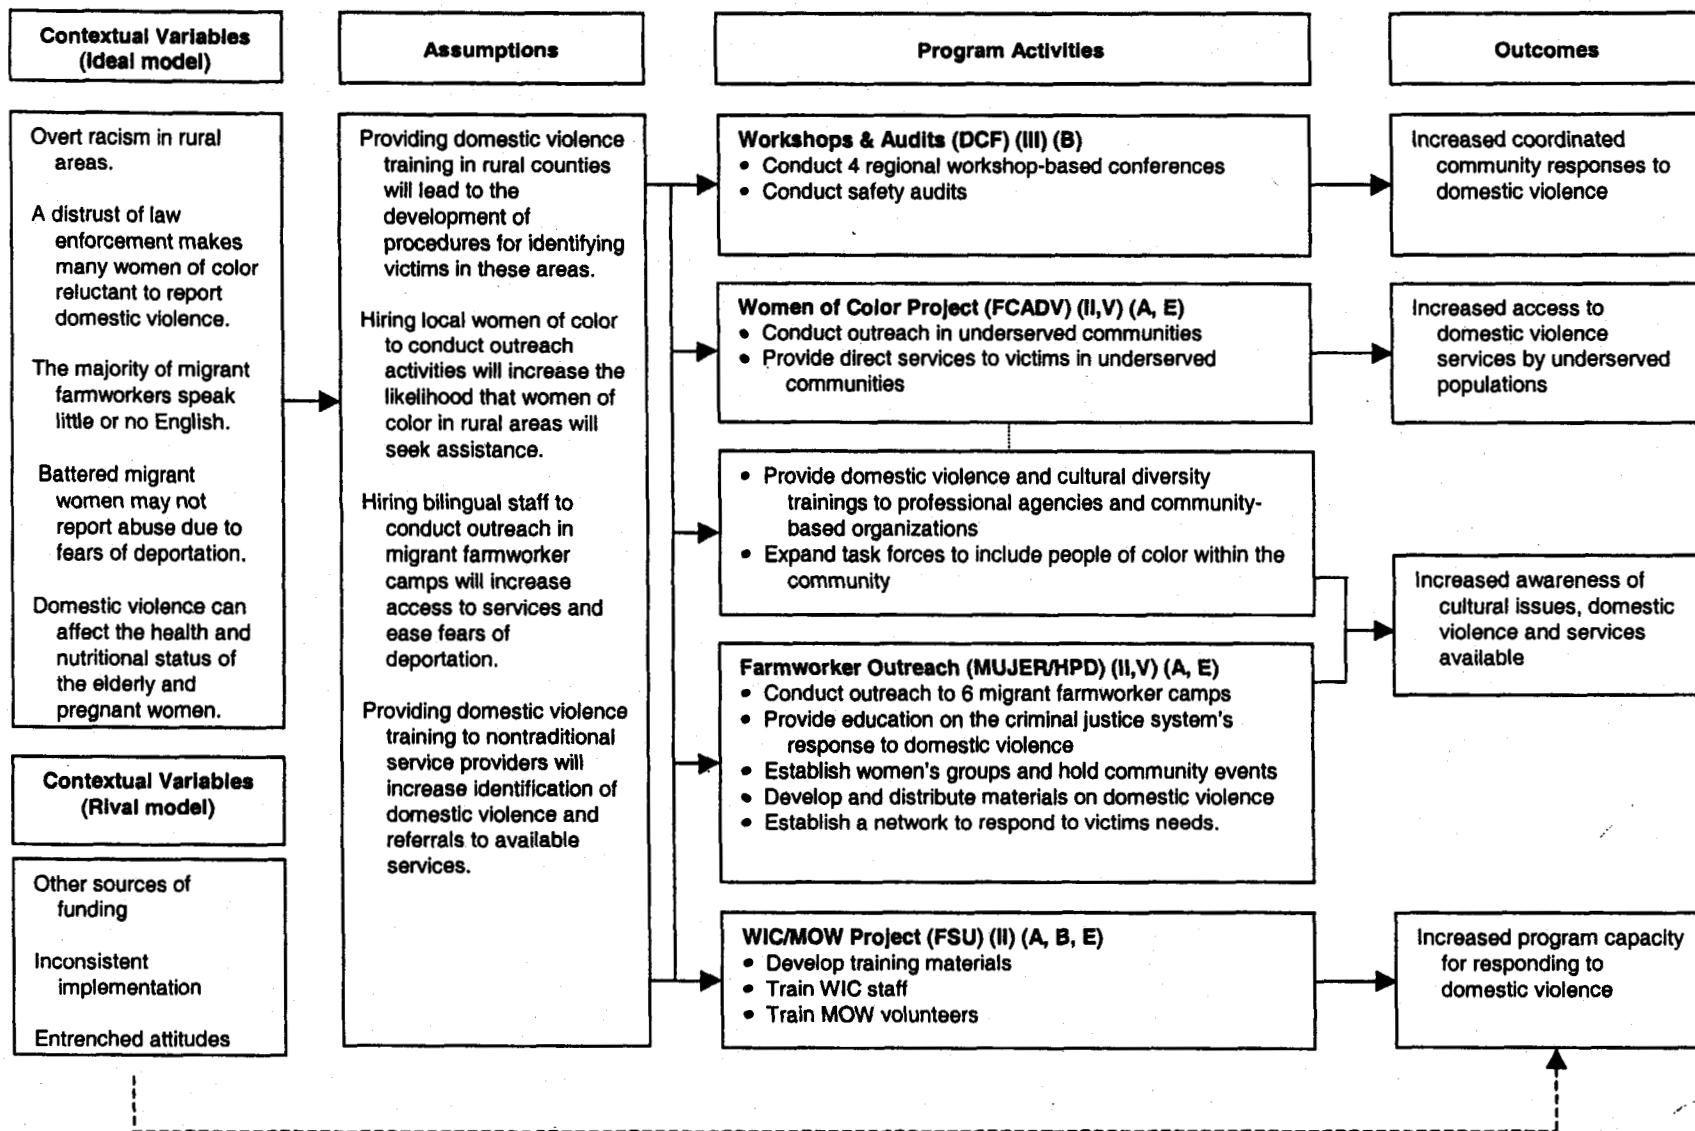 Contextual Variables
(Ideal model)
Overt racism in rural
areas.
A distrust of law
enforcement makes
many women of color
reluctant to report
domestic violence.
The majority of migrant
farmworkers speak
little or no English.
Battered migrant
women may not
report abuse due to
fears of deportation.
Domestic violence can
affect the health and
nutritional status of
the elderly and
pregnant women.
Contextual Variables
(Rival model)
Other sources of
funding
Inconsistent
implementation
Entrenched attitudes
Assumptions
Providing domestic violence
training in rural counties
will lead to the
development of
procedures for identifying
victims in these areas.
Hiring local women of color
to conduct outreach
activities will increase the
likelihood that women of
color in rural areas will
seek assistance.
Hiring bilingual staff to
conduct outreach in
migrant farmworker
camps will increase
access to services and
ease fears of
deportation.
Providing domestic violence
training to nontraditional
service providers will
increase identification of
domestic violence and
referrals to available
services.
Program Activities
Workshops & Audits (DCF) (III) (B)
• Conduct 4 regional workshop-based conferences
• Conduct safety audits
Women of Color Project (FCADV) (II,V) (A, E)
• Conduct outreach in underserved communities
• Provide direct services to victims in underserved
communities
• Provide domestic violence and cultural diversity
trainings to professional agencies and community-
based organizations
• Expand task forces to include people of color within the
community
Farmworker Outreach (MUJER/HPD) (II,V) (A, E)
• Conduct outreach to 6 migrant farmworker camps
• Provide education on the criminal justice system's
response to domestic violence
• Establish women's groups and hold community events
• Develop and distribute materials on domestic violence
• Establish a network to respond to victims needs.
WIC/MOW Project (FSU) (II) (A, B, E)
• Develop training materials
• Train WIC staff
• Train MOW volunteers
Outcomes
Increased coordinated
community responses to
domestic violence
Increased access to
domestic violence
services by underserved
populations
Increased awareness of
cultural issues, domestic
violence and services
available
Increased program capacity
for responding to
domestic violence